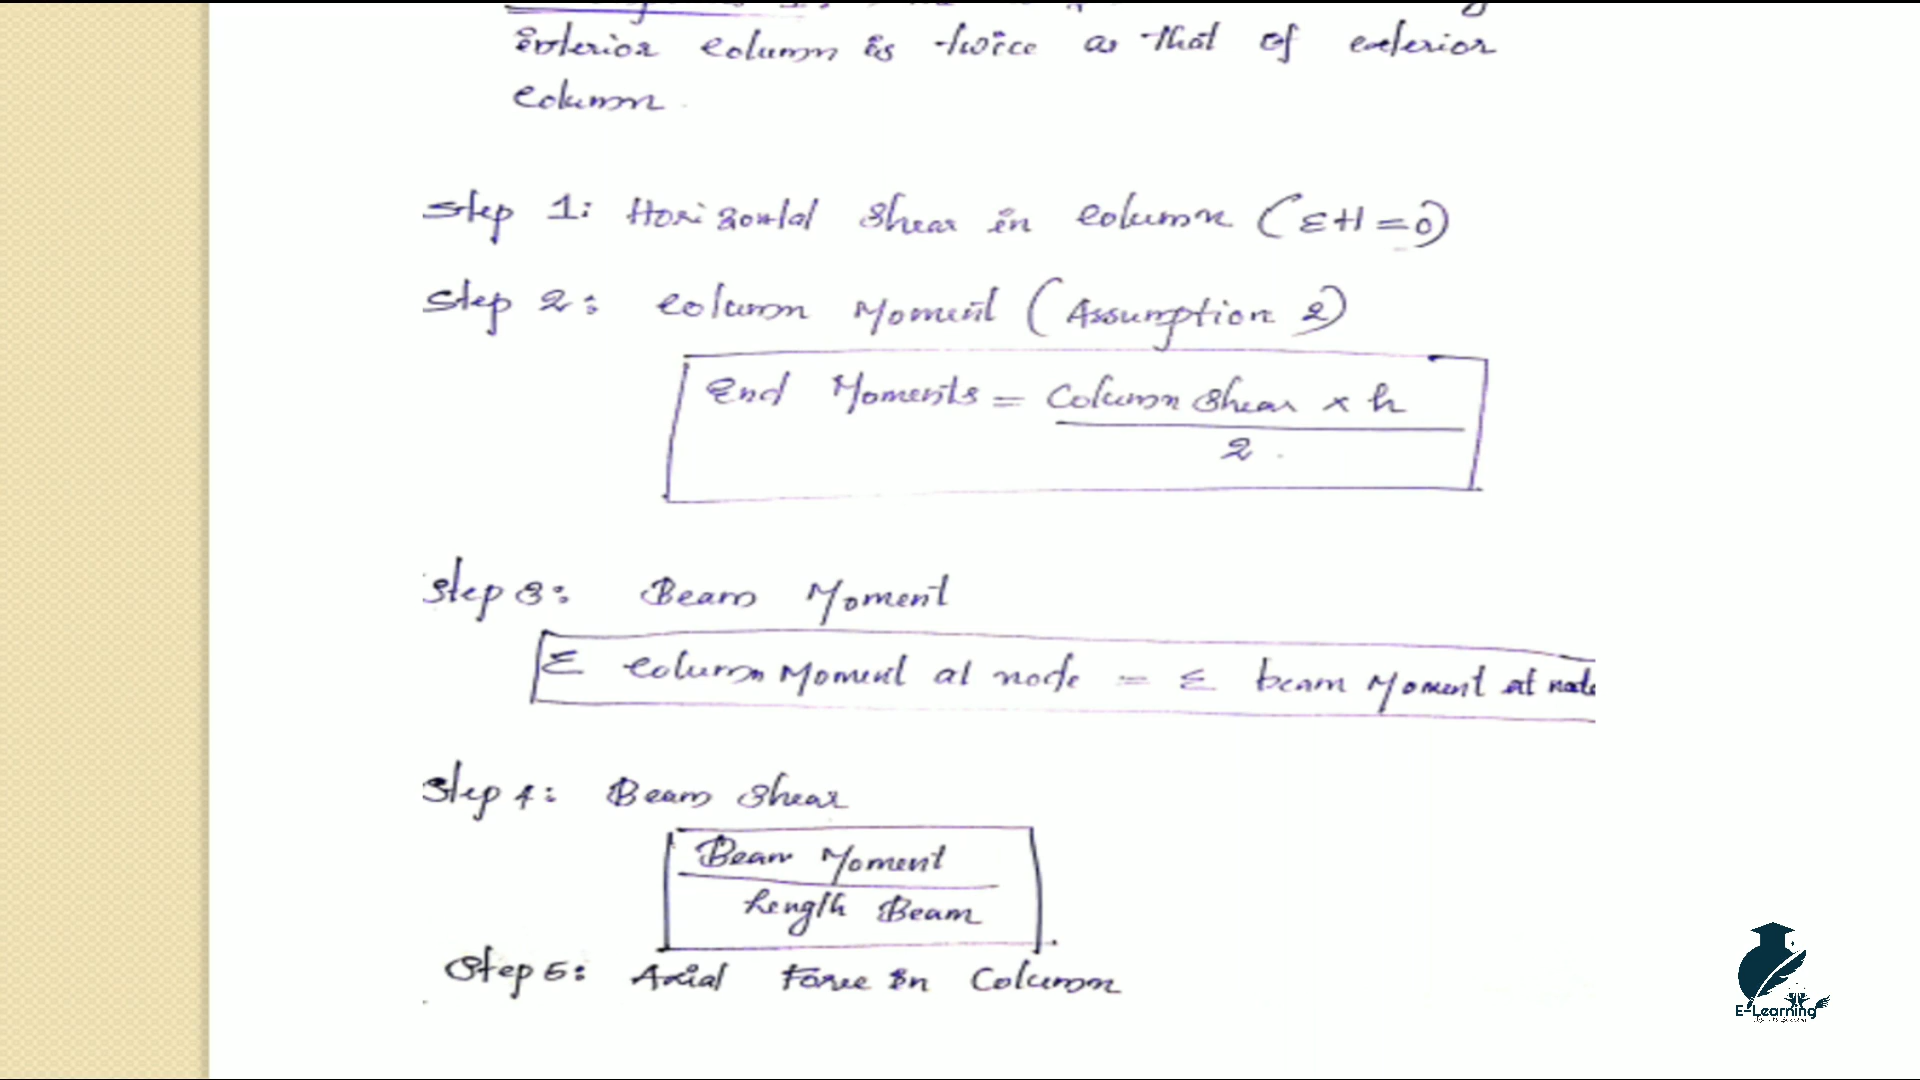 interior column is twice as that of exterior
column.
Step 1: Horizontal shear in column (ΣH=0)
Step 2: column Moment (Assumption 2)
End Moments = Column shear × h
2
Step 3: Beam Moment
Σ column Moment at node = Σ beam Moment at node
Step 4: Beam shear
Beam Moment
Length Beam
Step 5: Axial Force in Column
E-Learning